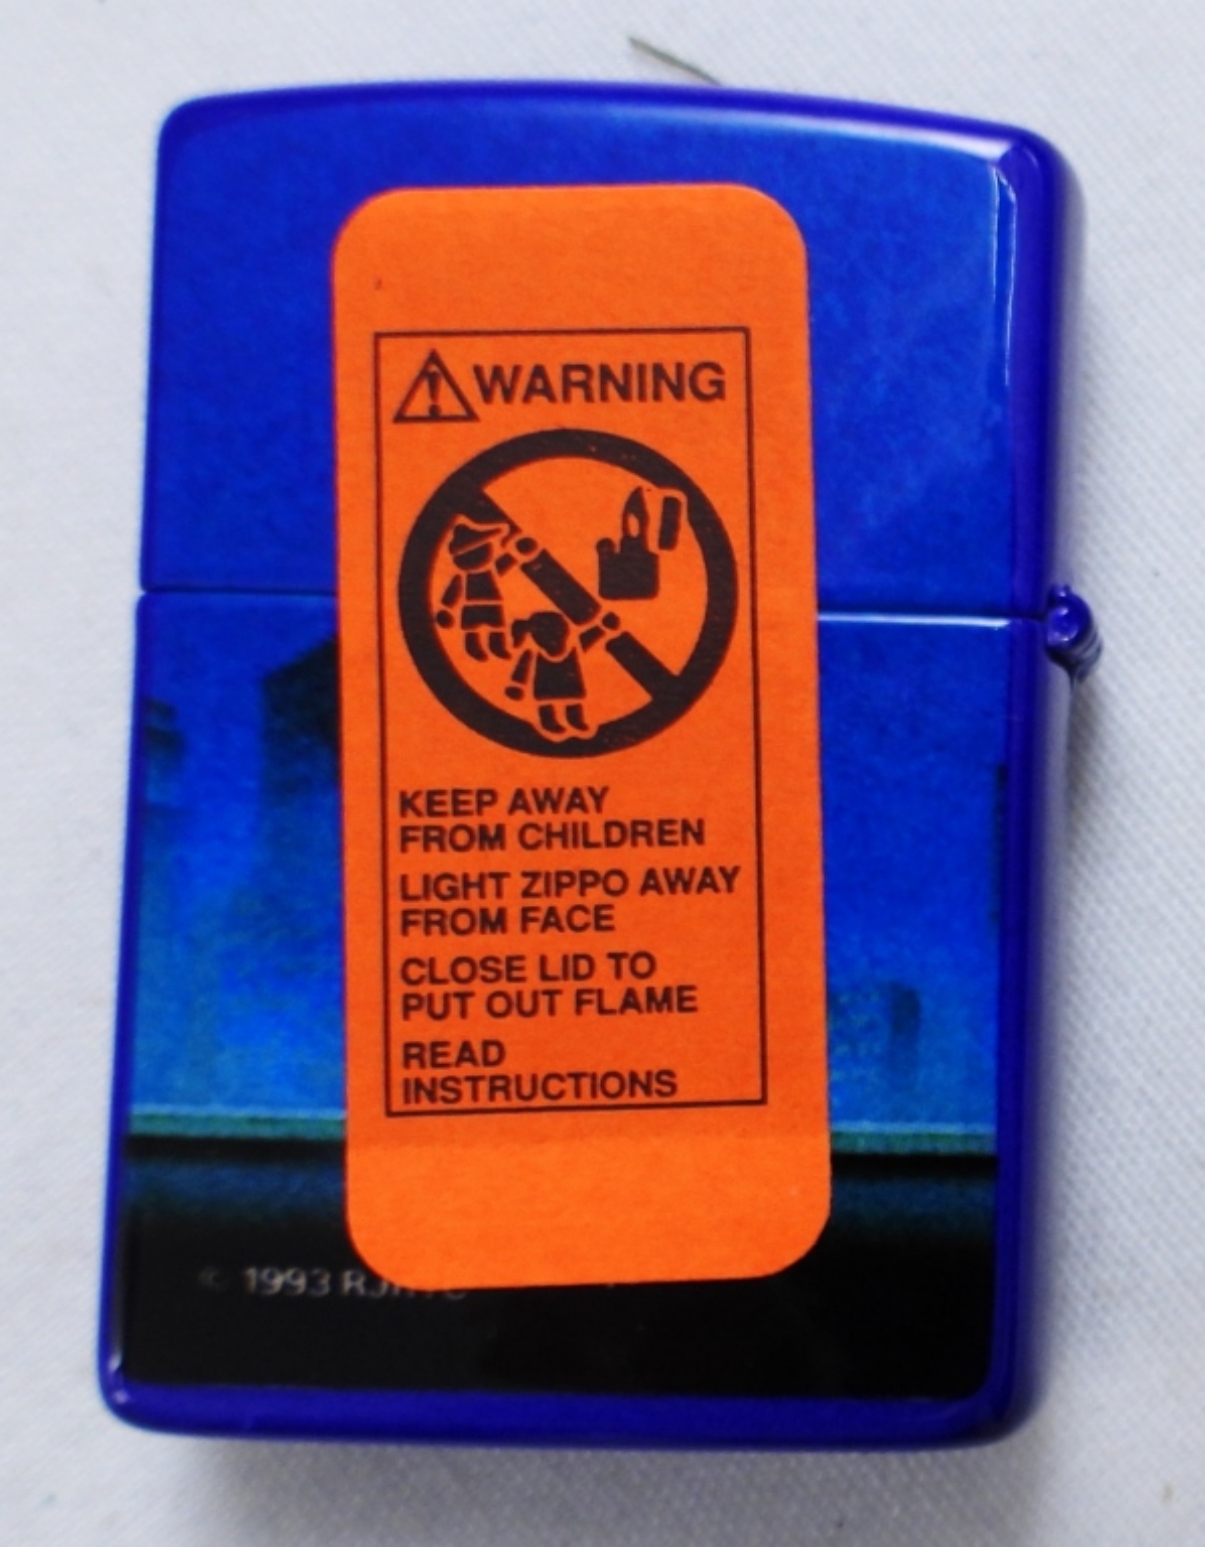 WARNING
KEEP AWAY
FROM CHILDREN
LIGHT ZIPPO AWAY
FROM FACE
CLOSE LID TO
PUT OUT FLAME
READ
INSTRUCTIONS
© 1993 RJRTC